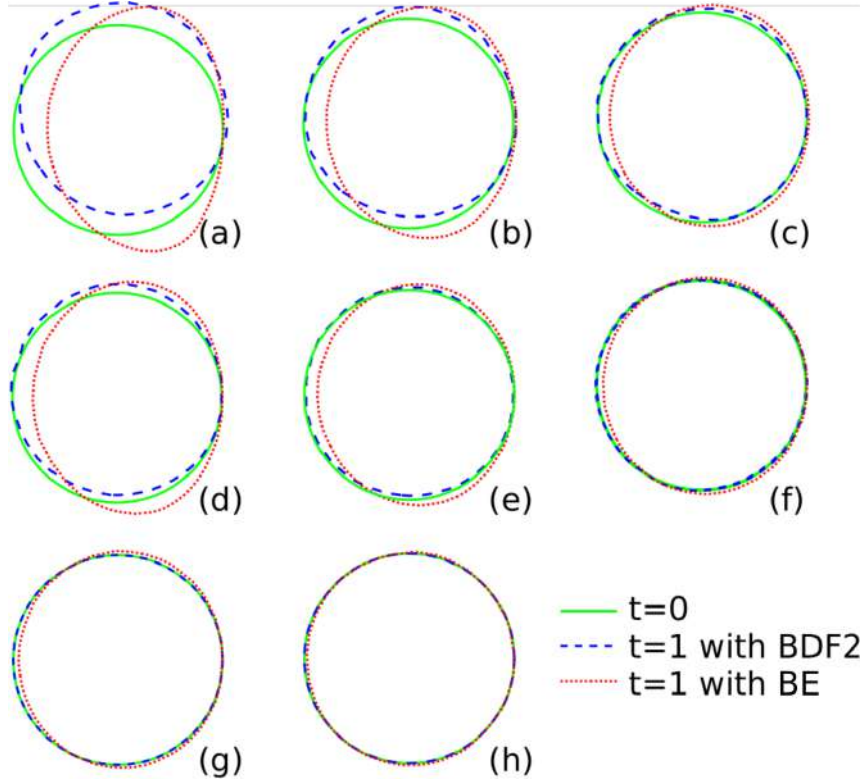 (a)
(b)
(c)
(d)
(e)
(f)
(g)
(h)
t=0
t=1 with BDF2
t=1 with BE